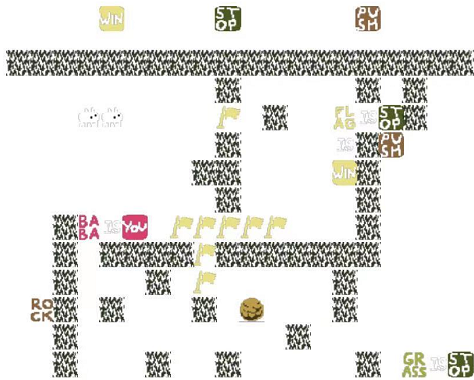 WIN STOP PUSH
FLAG IS STOP
IS PUSH
WIN
BABA IS YOU
ROCK
GRASS IS STOP